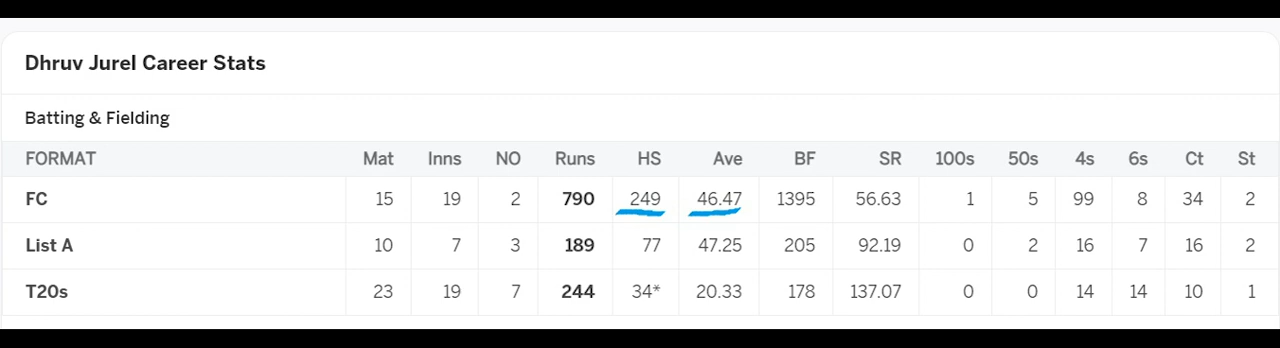 Dhruv Jurel Career Stats
Batting & Fielding
FORMAT Mat Inns NO Runs HS Ave BF SR 100s 50s 4s 6s Ct St
FC 15 19 2 790 249 46.47 1395 56.63 1 5 99 8 34 2
List A 10 7 3 189 77 47.25 205 92.19 0 2 16 7 16 2
T20s 23 19 7 244 34* 20.33 178 137.07 0 0 14 14 10 1